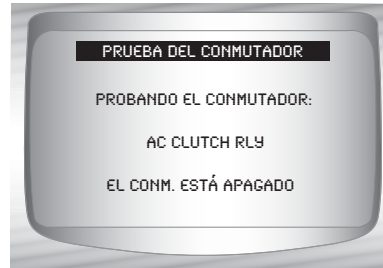 PRUEBA DEL CONMUTADOR
PROBANDO EL CONMUTADOR:
AC CLUTCH RLY
EL CONM. ESTÁ APAGADO